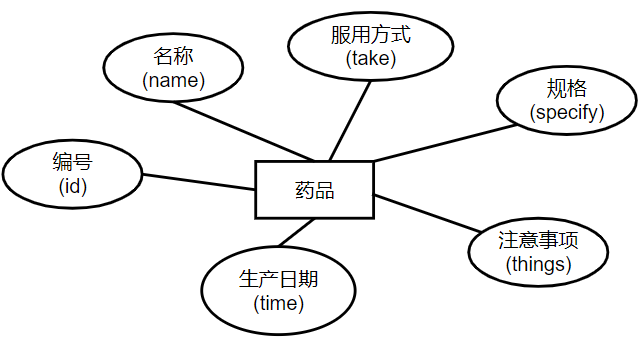 服用方式
(take)
名称
(name)
规格
(specify)
编号
(id)
药品
注意事项
(things)
生产日期
(time)